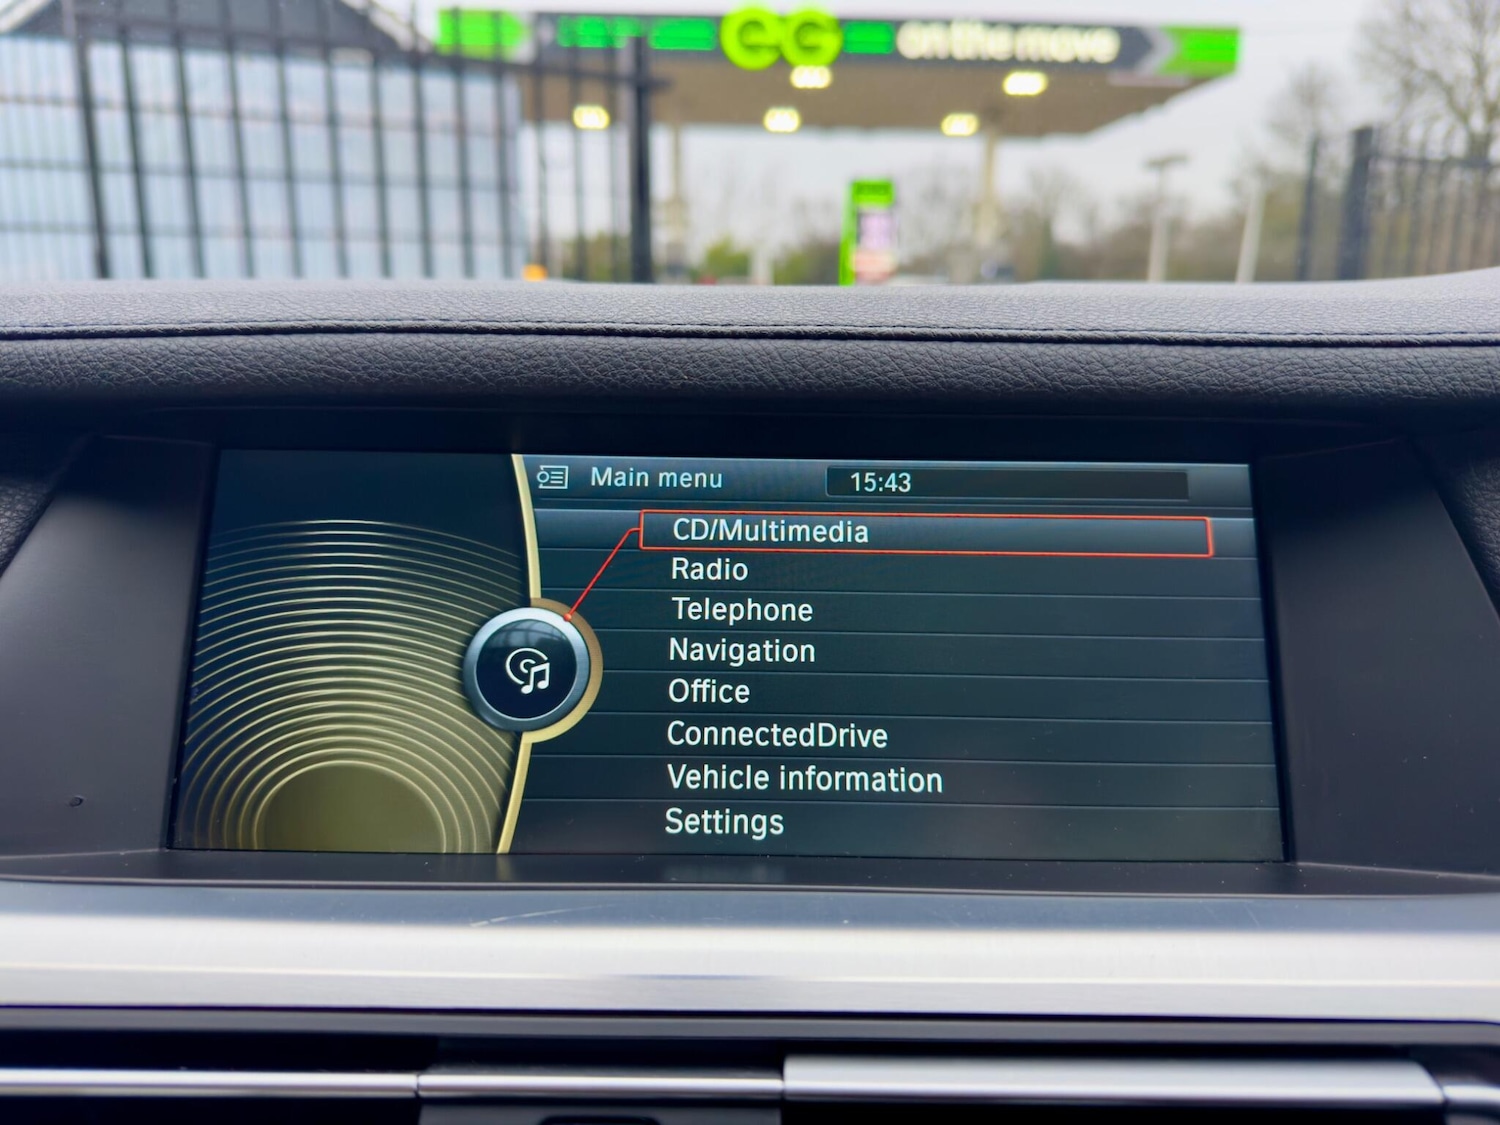 eG on the move
Main menu 15:43
CD/Multimedia
Radio
Telephone
Navigation
Office
ConnectedDrive
Vehicle information
Settings